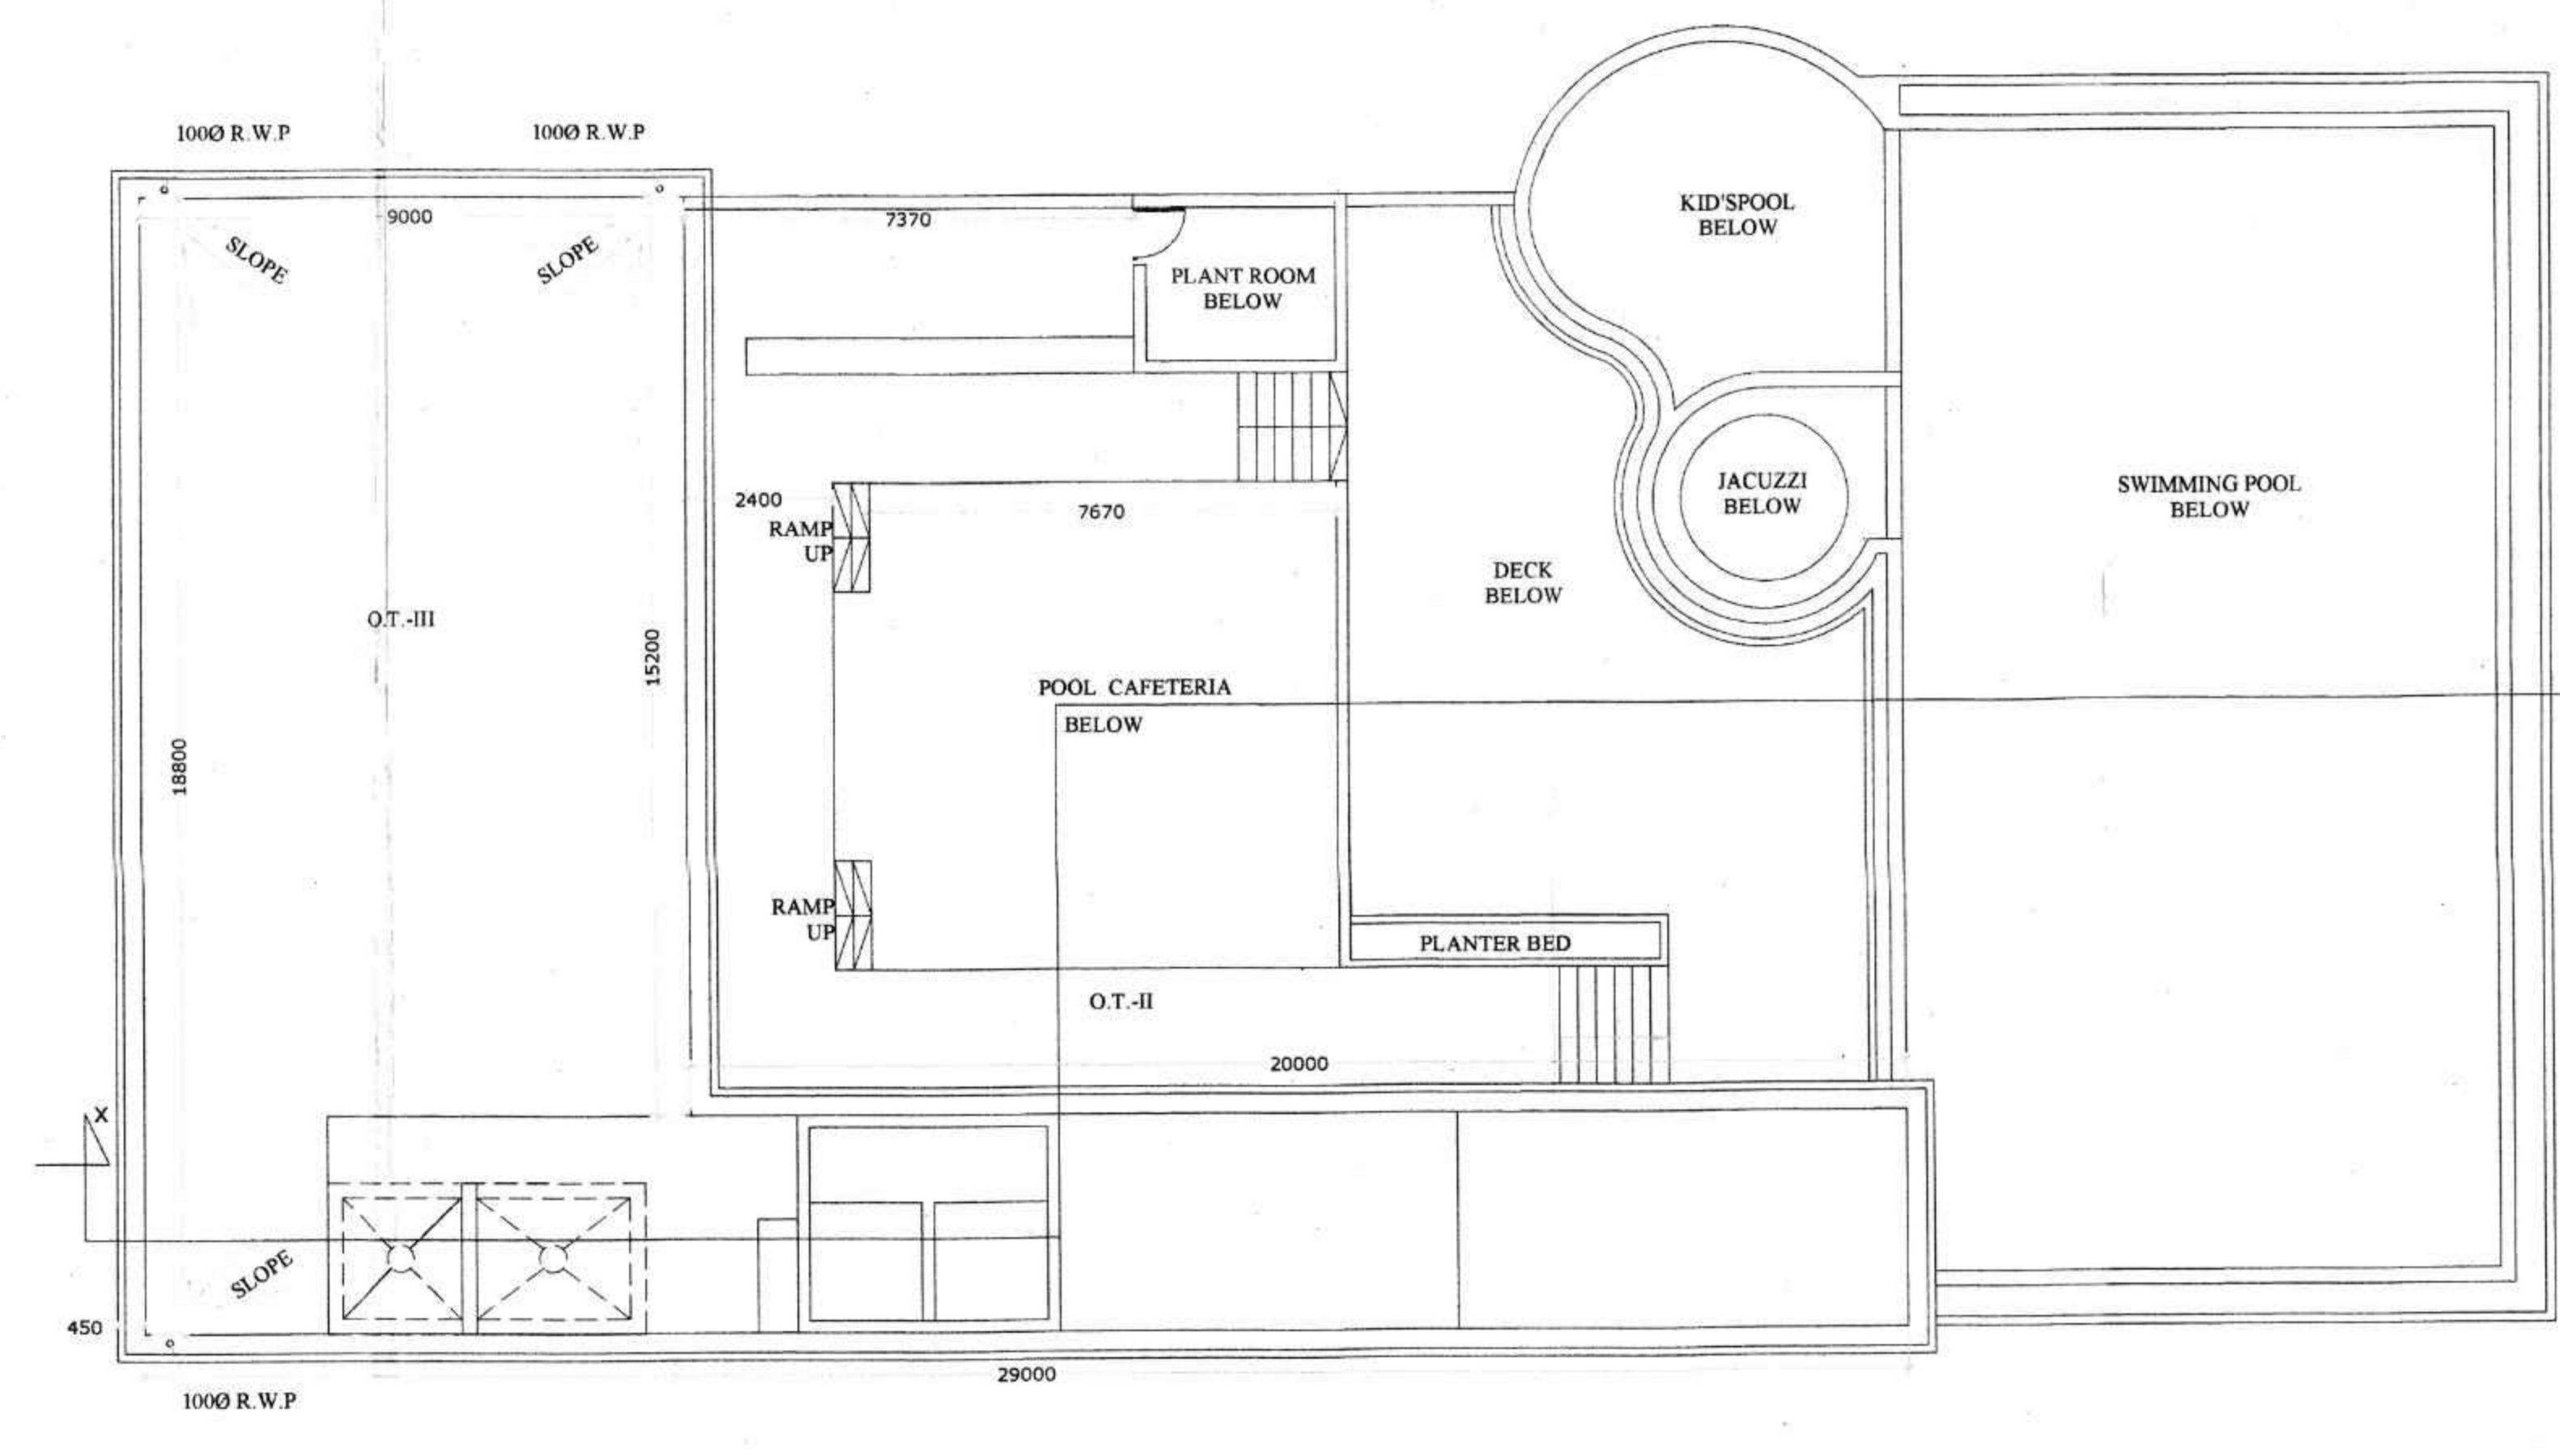 100Ø R.W.P
100Ø R.W.P
9000
7370
SLOPE
SLOPE
KID'SPOOL
BELOW
PLANT ROOM
BELOW
2400
7670
RAMP
UP
JACUZZI
BELOW
SWIMMING POOL
BELOW
DECK
BELOW
O.T.-III
15200
POOL CAFETERIA
BELOW
18800
RAMP
UP
PLANTER BED
O.T.-II
20000
X
SLOPE
450
29000
100Ø R.W.P